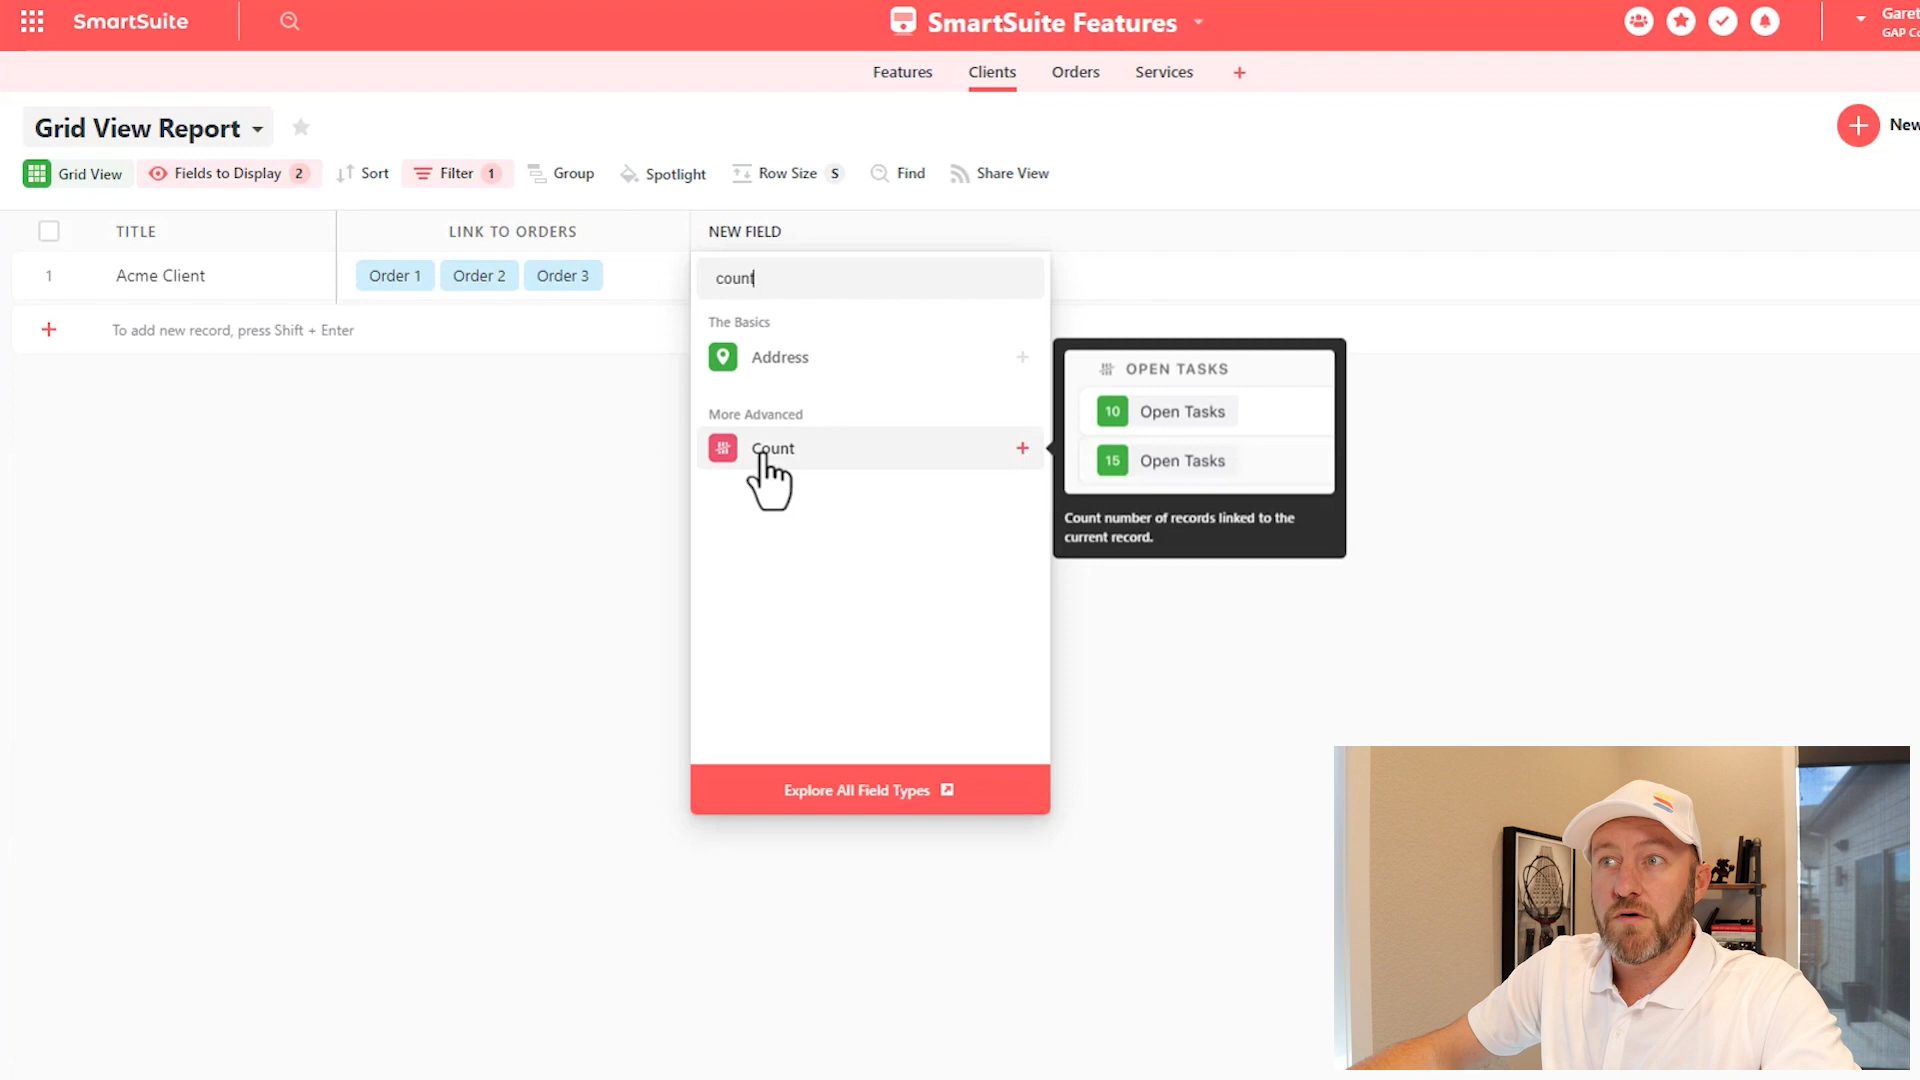 SmartSuite
SmartSuite Features
Garet
GAP Co
Features Clients Orders Services
Grid View Report
New
Grid View Fields to Display 2 Sort Filter 1 Group Spotlight Row Size S Find Share View
TITLE LINK TO ORDERS NEW FIELD
1 Acme Client Order 1 Order 2 Order 3
To add new record, press Shift + Enter
count
The Basics
Address
More Advanced
Count
OPEN TASKS
10 Open Tasks
15 Open Tasks
Count number of records linked to the
current record.
Explore All Field Types